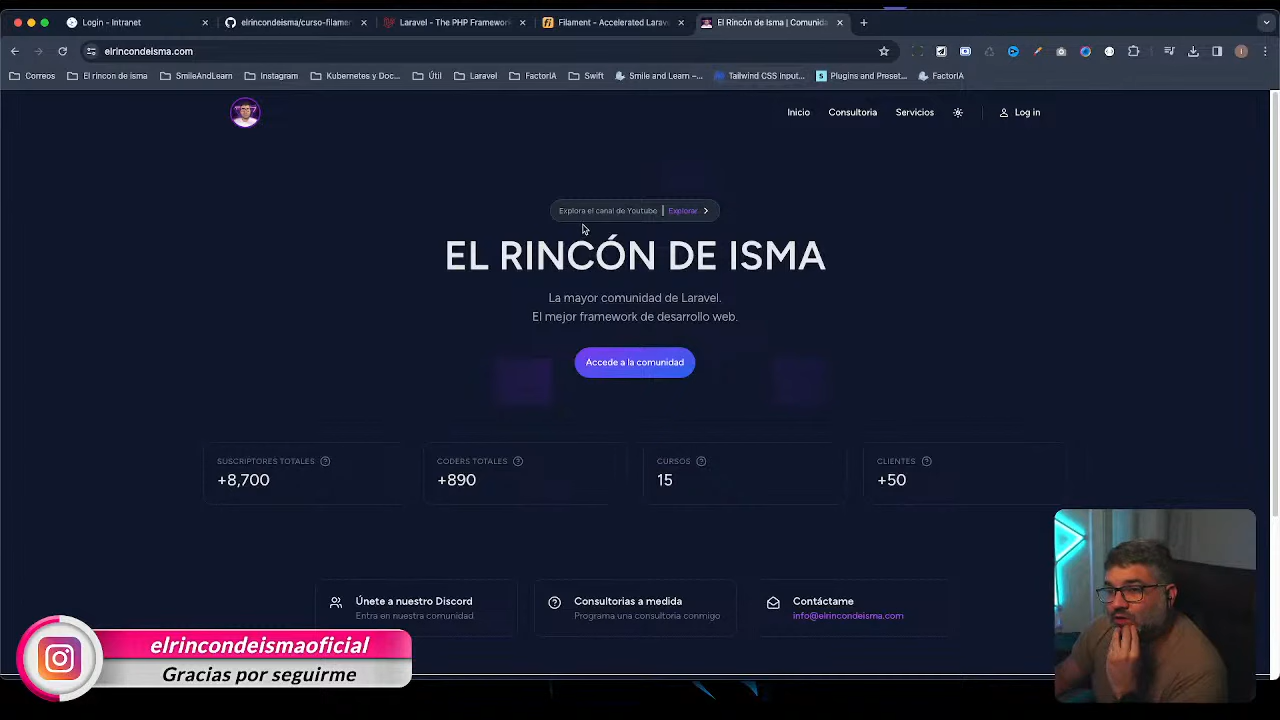 Login - Intranet
elrincondeisma/curso-filamen
Laravel - The PHP Framework
Filament - Accelerated Larav
El Rincón de Isma | Comunida
elrincondeisma.com
Correos
El rincon de isma
SmileAndLearn
Instagram
Kubernetes y Doc...
Útil
Laravel
FactorIA
Swift
Smile and Learn –...
Tailwind CSS Input...
Plugins and Preset...
FactorIA
Inicio
Consultoria
Servicios
Log in
Explora el canal de Youtube | Explorar
EL RINCÓN DE ISMA
La mayor comunidad de Laravel.
El mejor framework de desarrollo web.
Accede a la comunidad
SUSCRIPTORES TOTALES
+8,700
CODERS TOTALES
+890
CURSOS
15
CLIENTES
+50
Únete a nuestro Discord
Entra en nuestra comunidad
Consultorias a medida
Programa una consultoria conmigo
Contáctame
info@elrincondeisma.com
elrincondeismaoficial
Gracias por seguirme